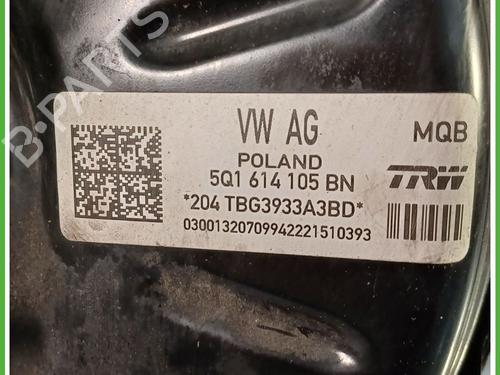 B-PARTS
VW AG
MQB
POLAND
5Q1 614 105 BN
TRW
*204 TBG3933A3BD*
03001320709942221510393